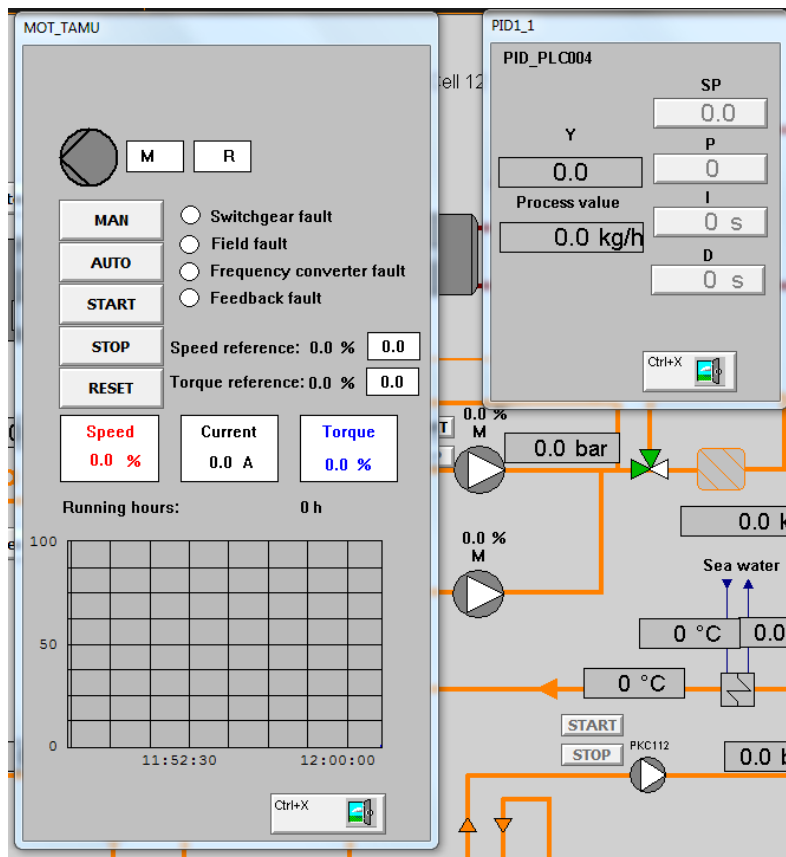 MOT_TAMU
M R
MAN
AUTO
START
STOP
RESET
Switchgear fault
Field fault
Frequency converter fault
Feedback fault
Speed reference: 0.0 % 0.0
Torque reference: 0.0 % 0.0
Speed
0.0 %
Current
0.0 A
Torque
0.0 %
Running hours: 0 h
100
50
0
11:52:30 12:00:00
Ctrl+X
ell 12
PID1_1
PID_PLC004
SP
0.0
Y
0.0
P
0
Process value
0.0 kg/h
I
0 s
D
0 s
Ctrl+X
0.0 %
M
0.0 bar
0.0 k
0.0 %
M
Sea water
0 °C 0.0
0 °C
START
STOP
PKC112
0.0 b